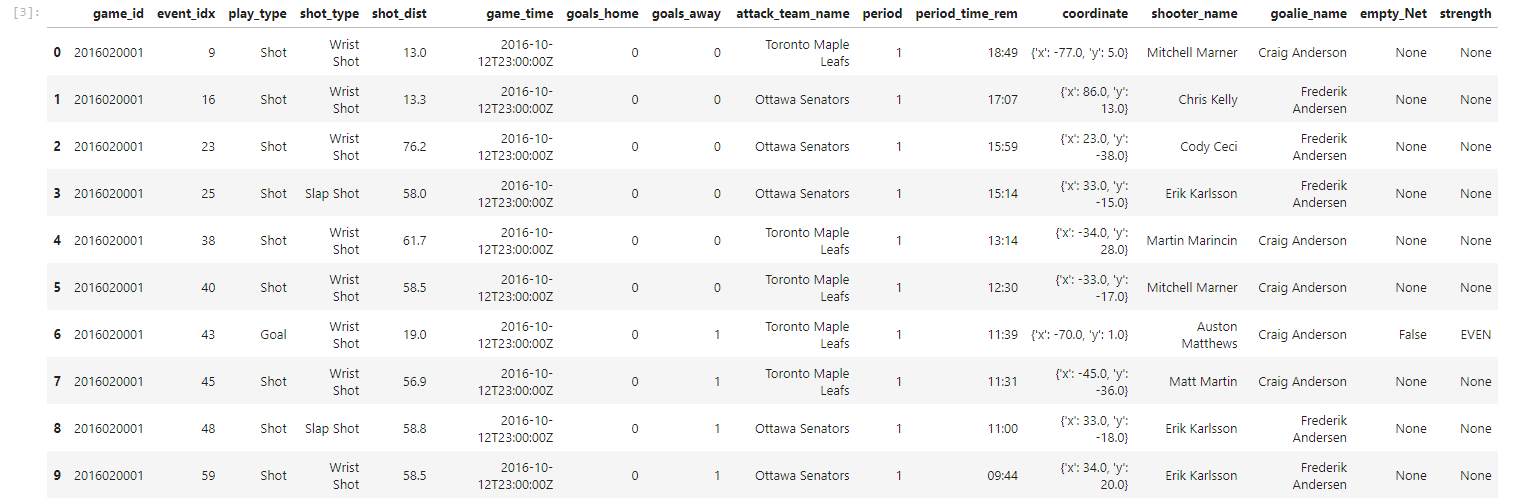 [3]: game_id event_idx play_type shot_type shot_dist game_time goals_home goals_away attack_team_name period period_time_rem coordinate shooter_name goalie_name empty_Net strength
0 2016020001 9 Shot Wrist Shot 13.0 2016-10-12T23:00:00Z 0 0 Toronto Maple Leafs 1 18:49 {'x': -77.0, 'y': 5.0} Mitchell Marner Craig Anderson None None
1 2016020001 16 Shot Wrist Shot 13.3 2016-10-12T23:00:00Z 0 0 Ottawa Senators 1 17:07 {'x': 86.0, 'y': 13.0} Chris Kelly Frederik Andersen None None
2 2016020001 23 Shot Wrist Shot 76.2 2016-10-12T23:00:00Z 0 0 Ottawa Senators 1 15:59 {'x': 23.0, 'y': -38.0} Cody Ceci Frederik Andersen None None
3 2016020001 25 Shot Slap Shot 58.0 2016-10-12T23:00:00Z 0 0 Ottawa Senators 1 15:14 {'x': 33.0, 'y': -15.0} Erik Karlsson Frederik Andersen None None
4 2016020001 38 Shot Wrist Shot 61.7 2016-10-12T23:00:00Z 0 0 Toronto Maple Leafs 1 13:14 {'x': -34.0, 'y': 28.0} Martin Marincin Craig Anderson None None
5 2016020001 40 Shot Wrist Shot 58.5 2016-10-12T23:00:00Z 0 0 Toronto Maple Leafs 1 12:30 {'x': -33.0, 'y': -17.0} Mitchell Marner Craig Anderson None None
6 2016020001 43 Goal Wrist Shot 19.0 2016-10-12T23:00:00Z 0 1 Toronto Maple Leafs 1 11:39 {'x': -70.0, 'y': 1.0} Auston Matthews Craig Anderson False EVEN
7 2016020001 45 Shot Wrist Shot 56.9 2016-10-12T23:00:00Z 0 1 Toronto Maple Leafs 1 11:31 {'x': -45.0, 'y': -36.0} Matt Martin Craig Anderson None None
8 2016020001 48 Shot Slap Shot 58.8 2016-10-12T23:00:00Z 0 1 Ottawa Senators 1 11:00 {'x': 33.0, 'y': -18.0} Erik Karlsson Frederik Andersen None None
9 2016020001 59 Shot Wrist Shot 58.5 2016-10-12T23:00:00Z 0 1 Ottawa Senators 1 09:44 {'x': 34.0, 'y': 20.0} Erik Karlsson Frederik Andersen None None